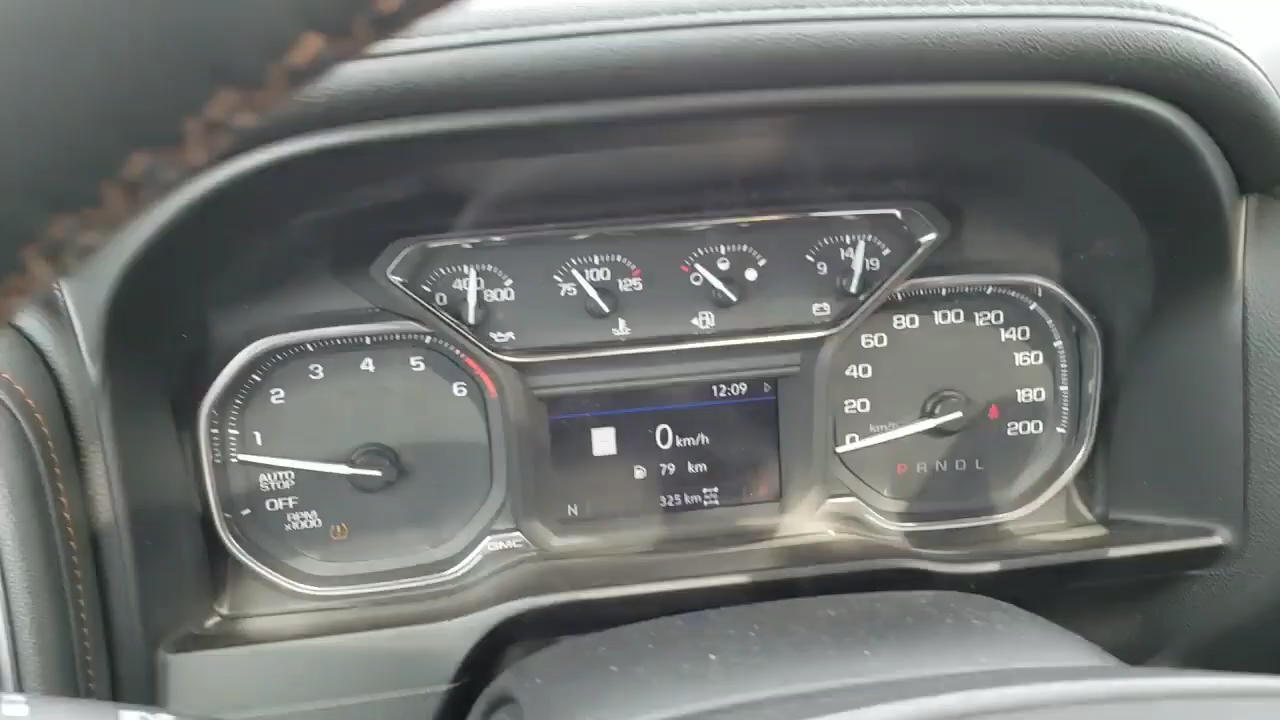 0 400 800
75 100 125
9 14 19
1 2 3 4 5 6
AUTO
STOP
OFF
RPM
x1000
GMC
12:09
0 km/h
79 km
325 km
N
0 20 40 60 80 100 120 140 160 180 200
km/h
P R N D L